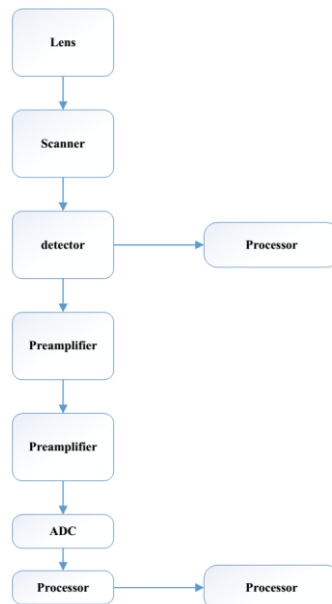 Lens
Scanner
detector
Processor
Preamplifier
Preamplifier
ADC
Processor
Processor